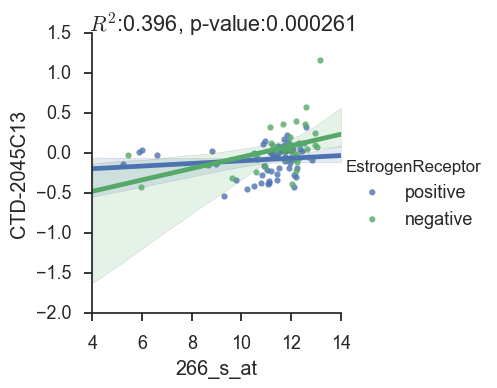 R²:0.396, p-value:0.000261
1.5
1.0
0.5
0.0
−0.5
−1.0
−1.5
−2.0
CTD-2045C13
4 6 8 10 12 14
266_s_at
EstrogenReceptor
positive
negative